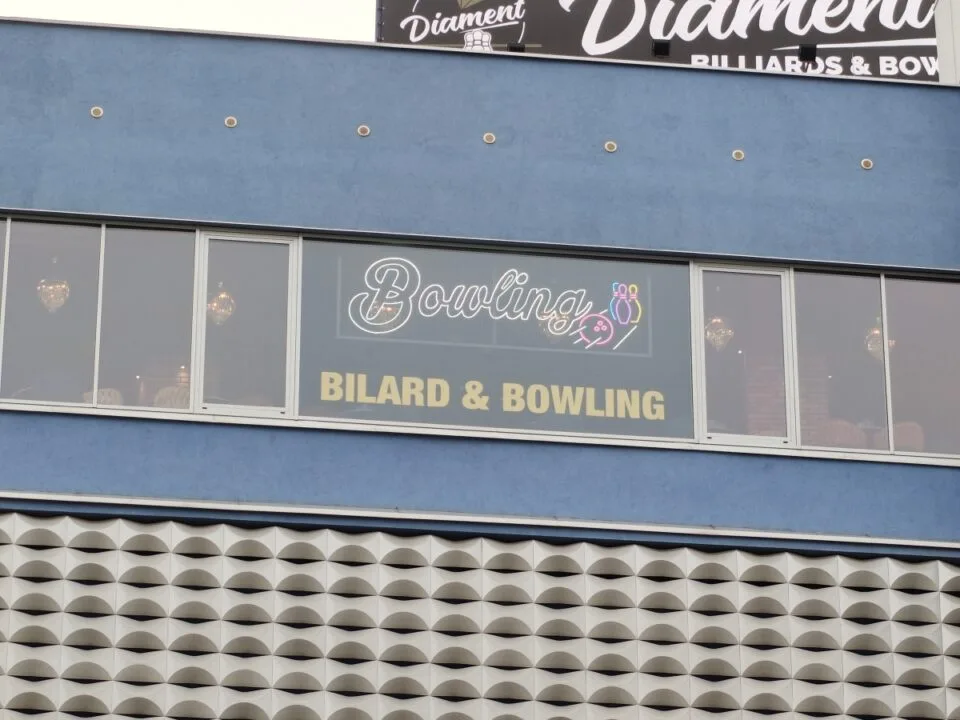 Diament
Diament
BILLIARDS & BOW
Bowling
BILARD & BOWLING